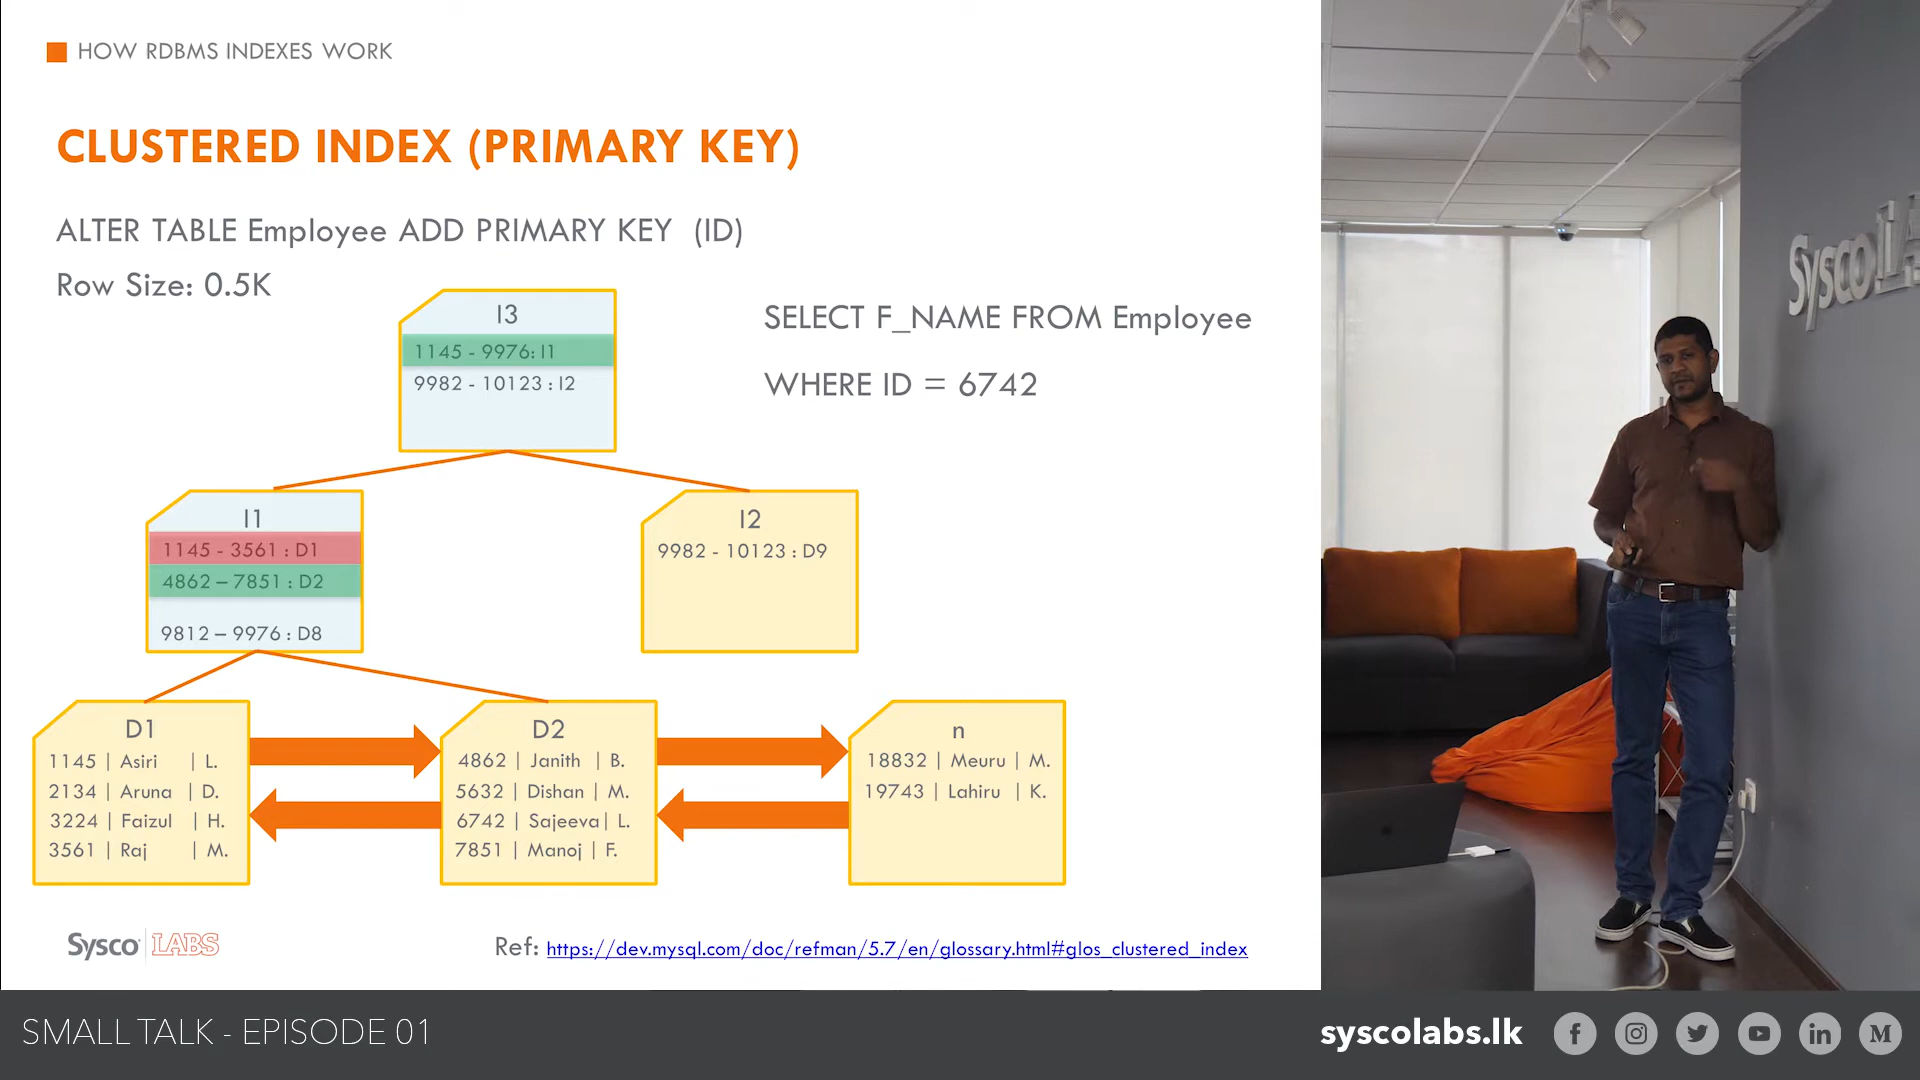 HOW RDBMS INDEXES WORK
CLUSTERED INDEX (PRIMARY KEY)
ALTER TABLE Employee ADD PRIMARY KEY (ID)
Row Size: 0.5K
SELECT F_NAME FROM Employee
WHERE ID = 6742
I3
1145 - 9976: I1
9982 - 10123 : I2
I1
1145 - 3561 : D1
4862 – 7851 : D2
9812 – 9976 : D8
I2
9982 - 10123 : D9
D1
1145 | Asiri | L.
2134 | Aruna | D.
3224 | Faizul | H.
3561 | Raj | M.
D2
4862 | Janith | B.
5632 | Dishan | M.
6742 | Sajeeva | L.
7851 | Manoj | F.
n
18832 | Meuru | M.
19743 | Lahiru | K.
Sysco LABS
Ref: https://dev.mysql.com/doc/refman/5.7/en/glossary.html#glos_clustered_index
Sysco
SMALL TALK - EPISODE 01
syscolabs.lk